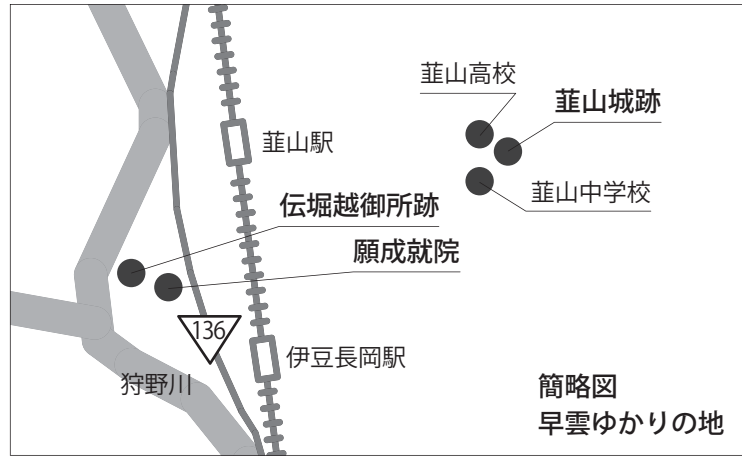 韮山高校
韮山城跡
韮山駅
韮山中学校
伝堀越御所跡
願成就院
136
伊豆長岡駅
狩野川
簡略図
早雲ゆかりの地